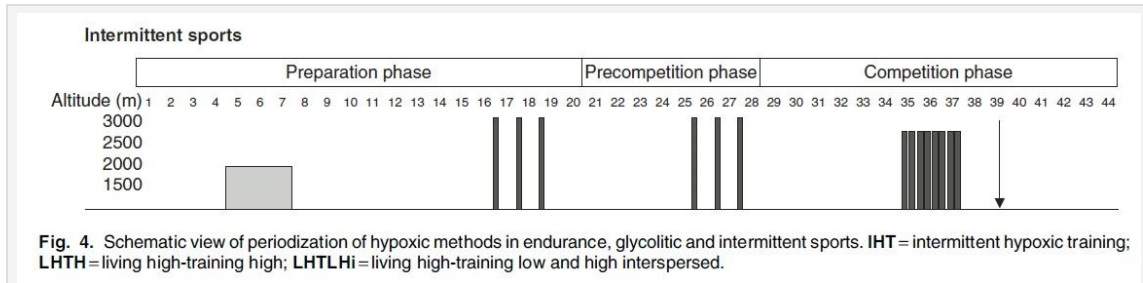 Intermittent sports
Preparation phase Precompetition phase Competition phase
Altitude (m) 1 2 3 4 5 6 7 8 9 10 11 12 13 14 15 16 17 18 19 20 21 22 23 24 25 26 27 28 29 30 31 32 33 34 35 36 37 38 39 40 41 42 43 44
3000
2500
2000
1500
Fig. 4. Schematic view of periodization of hypoxic methods in endurance, glycolitic and intermittent sports. IHT = intermittent hypoxic training;
LHTH = living high-training high; LHTLHi = living high-training low and high interspersed.